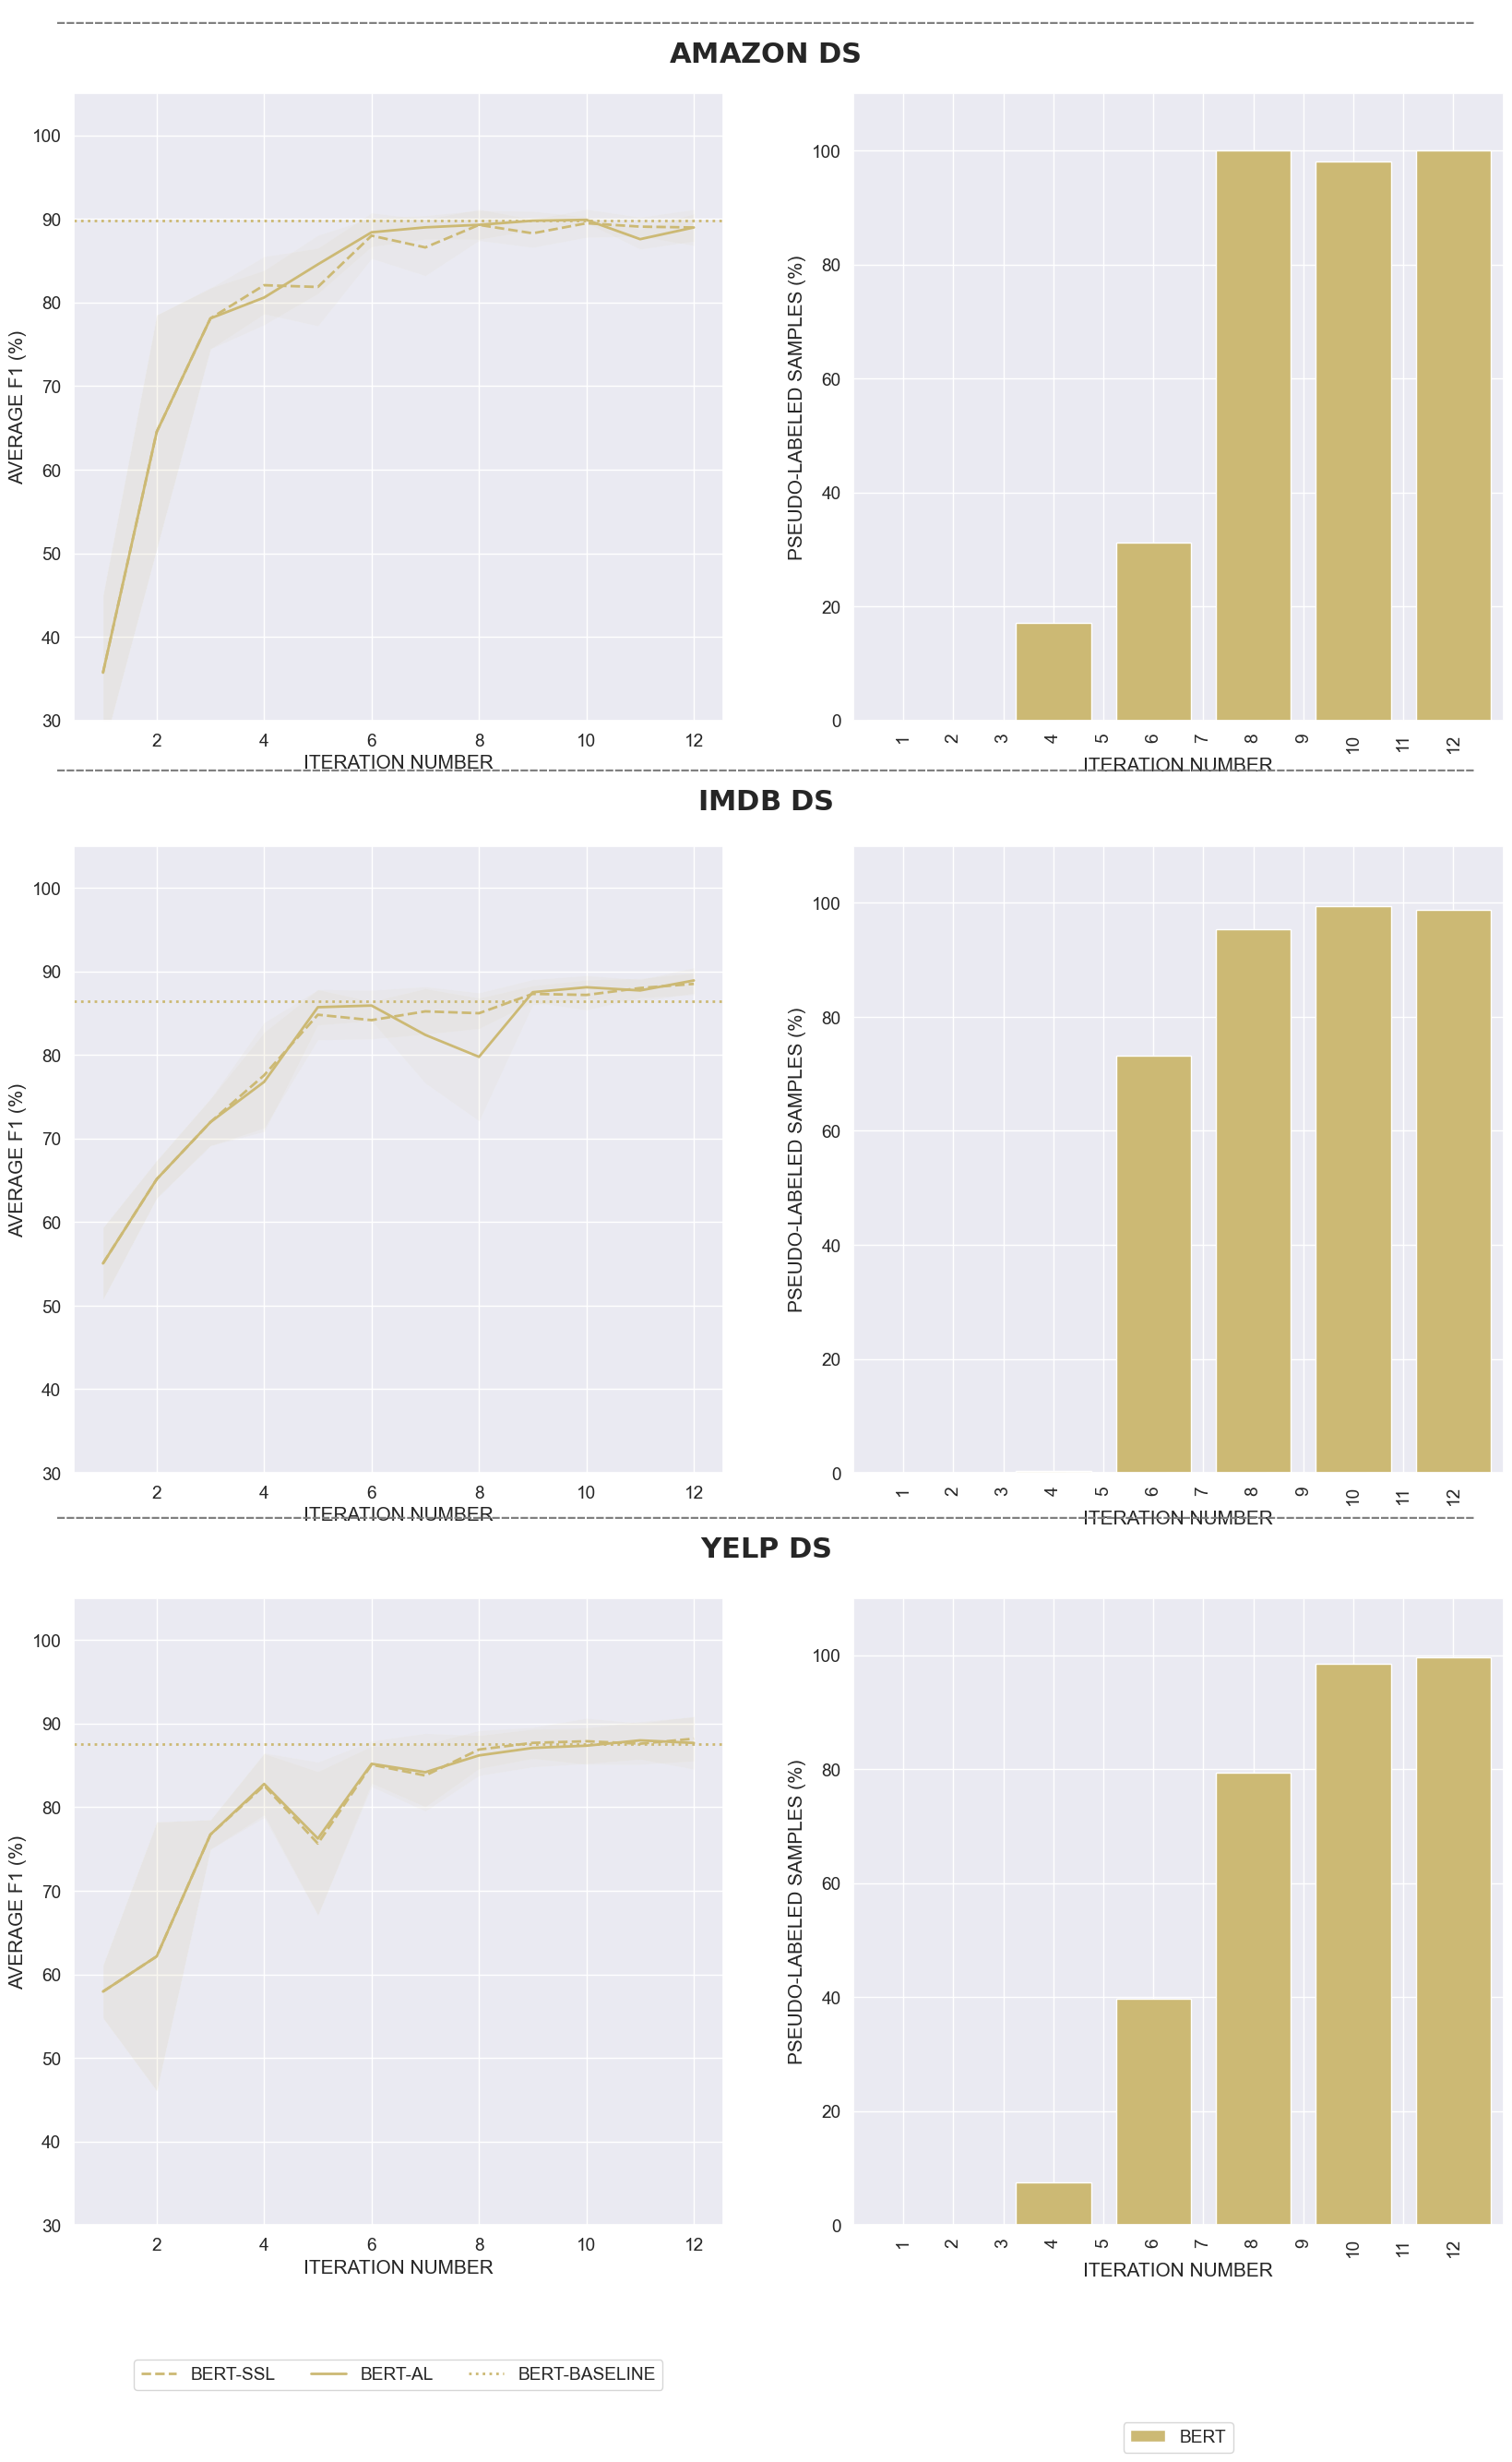 AMAZON DS
AVERAGE F1 (%)
100
90
80
70
60
50
40
30
2 4 6 8 10 12
ITERATION NUMBER
PSEUDO-LABELED SAMPLES (%)
100
80
60
40
20
0
1 2 3 4 5 6 7 8 9 10 11 12
ITERATION NUMBER
IMDB DS
AVERAGE F1 (%)
100
90
80
70
60
50
40
30
2 4 6 8 10 12
ITERATION NUMBER
PSEUDO-LABELED SAMPLES (%)
100
80
60
40
20
0
1 2 3 4 5 6 7 8 9 10 11 12
ITERATION NUMBER
YELP DS
AVERAGE F1 (%)
100
90
80
70
60
50
40
30
2 4 6 8 10 12
ITERATION NUMBER
PSEUDO-LABELED SAMPLES (%)
100
80
60
40
20
0
1 2 3 4 5 6 7 8 9 10 11 12
ITERATION NUMBER
BERT-SSL BERT-AL BERT-BASELINE
BERT